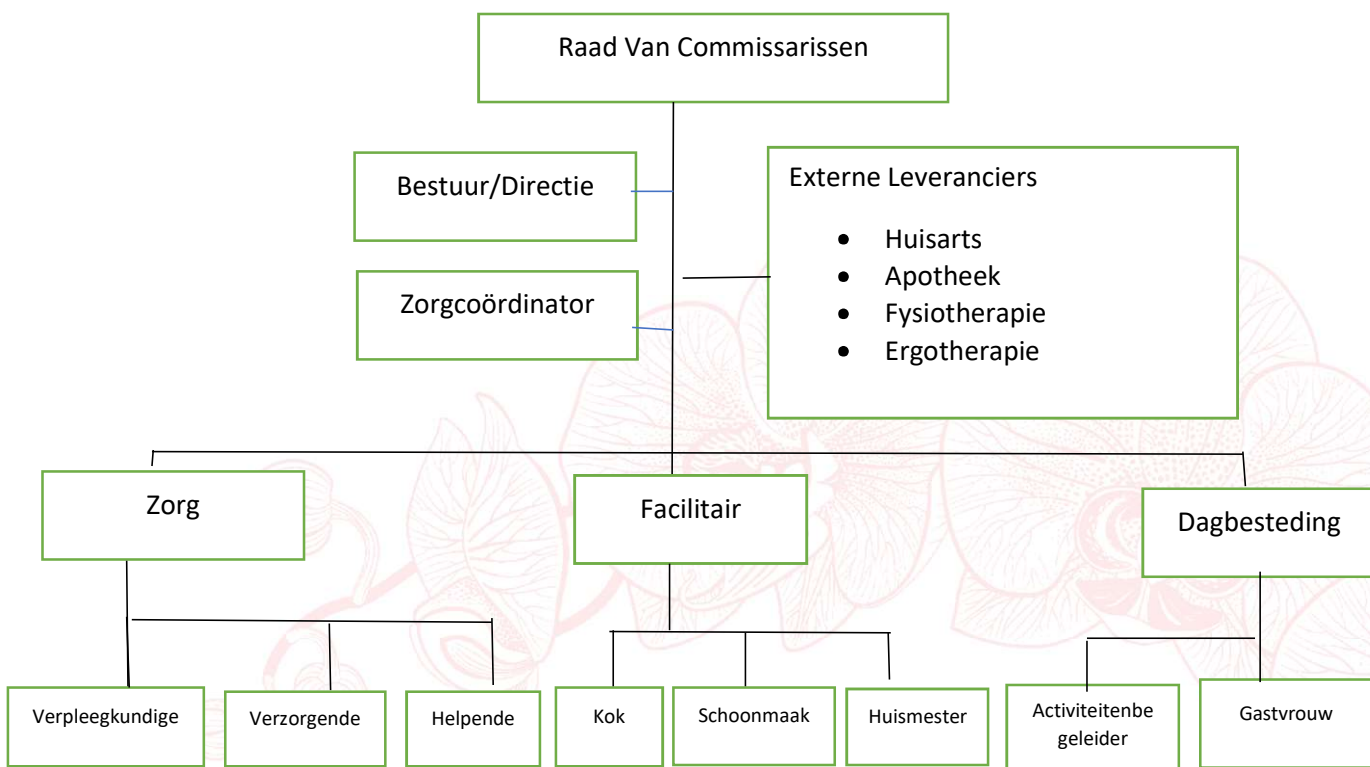 Raad Van Commissarissen
Bestuur/Directie
Externe Leveranciers
• Huisarts
• Apotheek
• Fysiotherapie
• Ergotherapie
Zorgcoördinator
Zorg
Facilitair
Dagbesteding
Verpleegkundige
Verzorgende
Helpende
Kok
Schoonmaak
Huismester
Activiteitenbe
geleider
Gastvrouw